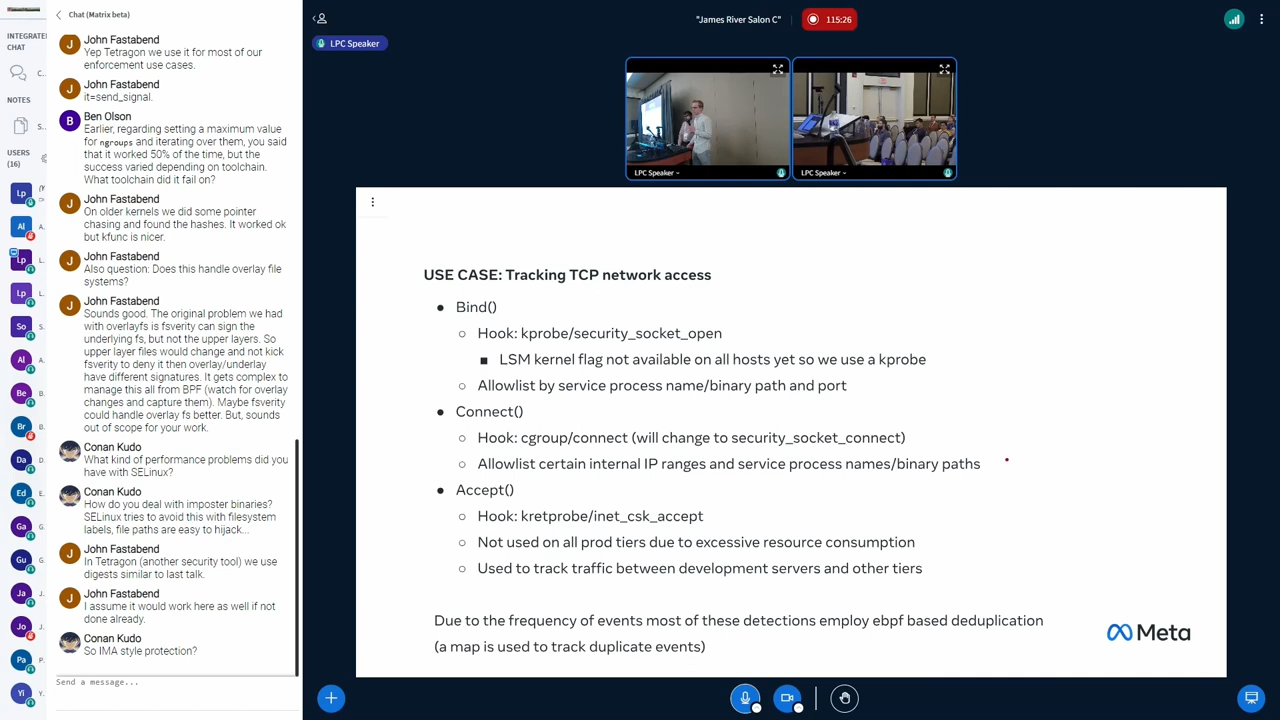 Chat (Matrix beta)
INTEGRATE
CHAT
C...
NOTES
S...
USERS
(16)
John Fastabend
Yep Tetragon we use it for most of our
enforcement use cases.
John Fastabend
it=send_signal.
Ben Olson
Earlier, regarding setting a maximum value
for ngroups and iterating over them, you said
that it worked 50% of the time, but the
success varied depending on toolchain.
What toolchain did it fail on?
John Fastabend
On older kernels we did some pointer
chasing and found the hashes. It worked ok
but kfunc is nicer.
John Fastabend
Also question: Does this handle overlay file
systems?
John Fastabend
Sounds good. The original problem we had
with overlayfs is fsverity can sign the
underlying fs, but not the upper layers. So
upper layer files would change and not kick
fsverity to deny it then overlay/underlay
have different signatures. It gets complex to
manage this all from BPF (watch for overlay
changes and capture them). Maybe fsverity
could handle overlay fs better. But, sounds
out of scope for your work.
Conan Kudo
What kind of performance problems did you
have with SELinux?
Conan Kudo
How do you deal with imposter binaries?
SELinux tries to avoid this with filesystem
labels, file paths are easy to hijack...
John Fastabend
In Tetragon (another security tool) we use
digests similar to last talk.
John Fastabend
I assume it would work here as well if not
done already.
Conan Kudo
So IMA style protection?
Send a message...
"James River Salon C"
115:26
LPC Speaker
LPC Speaker
LPC Speaker
USE CASE: Tracking TCP network access
● Bind()
○ Hook: kprobe/security_socket_open
■ LSM kernel flag not available on all hosts yet so we use a kprobe
○ Allowlist by service process name/binary path and port
● Connect()
○ Hook: cgroup/connect (will change to security_socket_connect)
○ Allowlist certain internal IP ranges and service process names/binary paths
● Accept()
○ Hook: kretprobe/inet_csk_accept
○ Not used on all prod tiers due to excessive resource consumption
○ Used to track traffic between development servers and other tiers
Due to the frequency of events most of these detections employ ebpf based deduplication
(a map is used to track duplicate events)
Meta